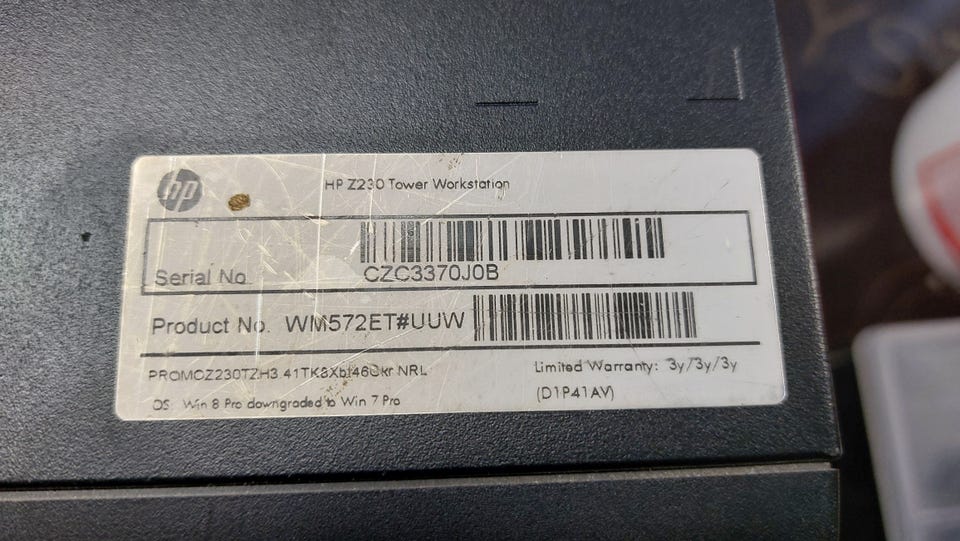 hp
HP Z230 Tower Workstation
Serial No
CZC3370J0B
Product No. WM572ET#UUW
NRL
Limited Warranty: 3y/3y/3y
(D1P41AV)
OS: Win 8 Pro downgraded to Win 7 Pro